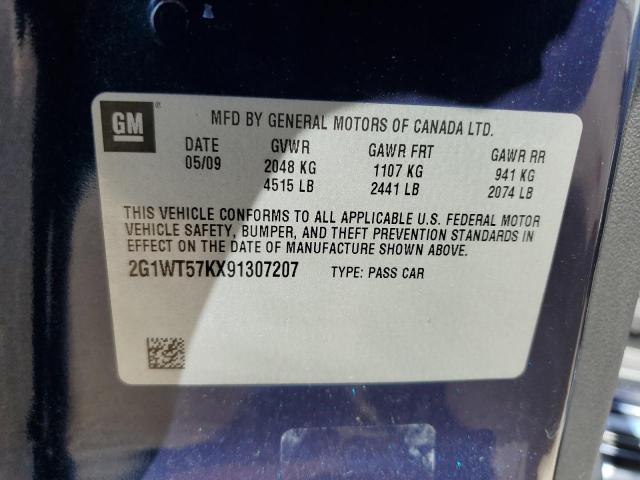 GM ®
MFD BY GENERAL MOTORS OF CANADA LTD.
DATE GVWR GAWR FRT GAWR RR
05/09 2048 KG 1107 KG 941 KG
4515 LB 2441 LB 2074 LB
THIS VEHICLE CONFORMS TO ALL APPLICABLE U.S. FEDERAL MOTOR
VEHICLE SAFETY, BUMPER, AND THEFT PREVENTION STANDARDS IN
EFFECT ON THE DATE OF MANUFACTURE SHOWN ABOVE.
2G1WT57KX91307207 TYPE: PASS CAR